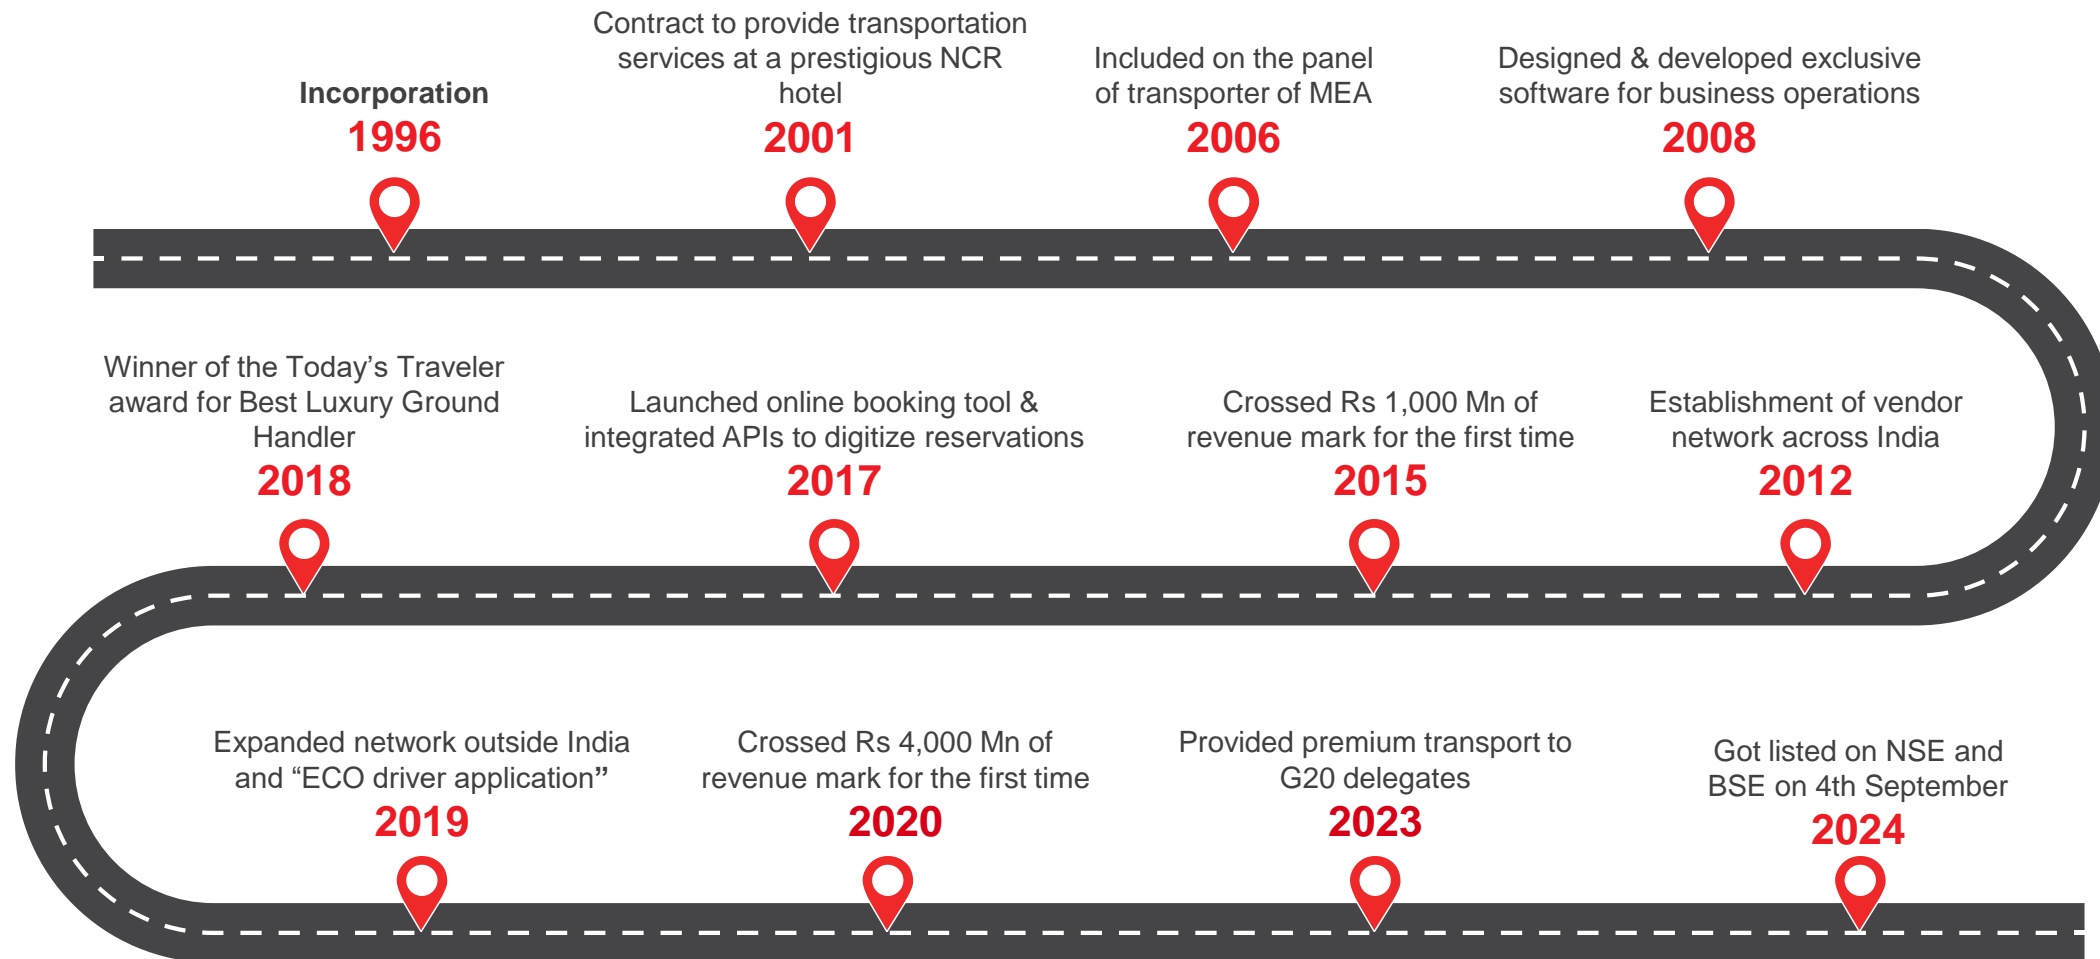 Incorporation
1996
Contract to provide transportation
services at a prestigious NCR
hotel
2001
Included on the panel
of transporter of MEA
2006
Designed & developed exclusive
software for business operations
2008
Winner of the Today’s Traveler
award for Best Luxury Ground
Handler
2018
Launched online booking tool &
integrated APIs to digitize reservations
2017
Crossed Rs 1,000 Mn of
revenue mark for the first time
2015
Establishment of vendor
network across India
2012
Expanded network outside India
and “ECO driver application”
2019
Crossed Rs 4,000 Mn of
revenue mark for the first time
2020
Provided premium transport to
G20 delegates
2023
Got listed on NSE and
BSE on 4th September
2024